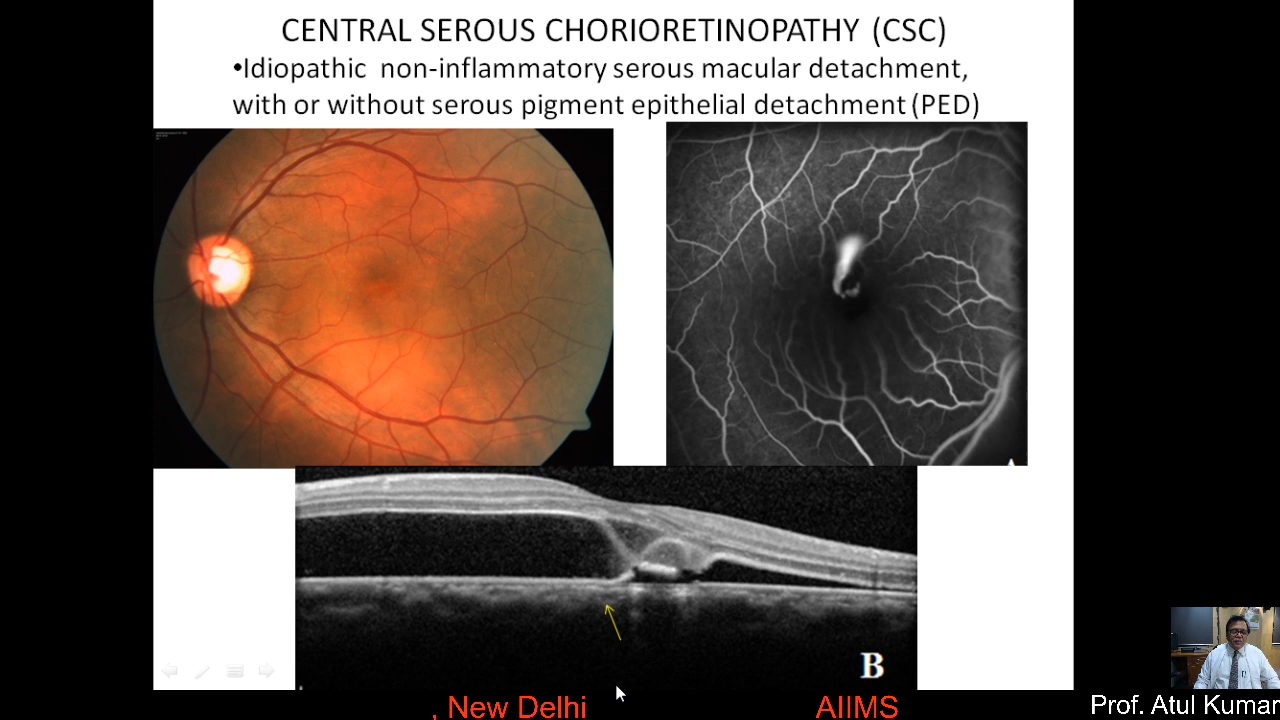 CENTRAL SEROUS CHORIORETINOPATHY (CSC)
•Idiopathic non-inflammatory serous macular detachment,
with or without serous pigment epithelial detachment (PED)
B
, New Delhi AIIMS Prof. Atul Kumar